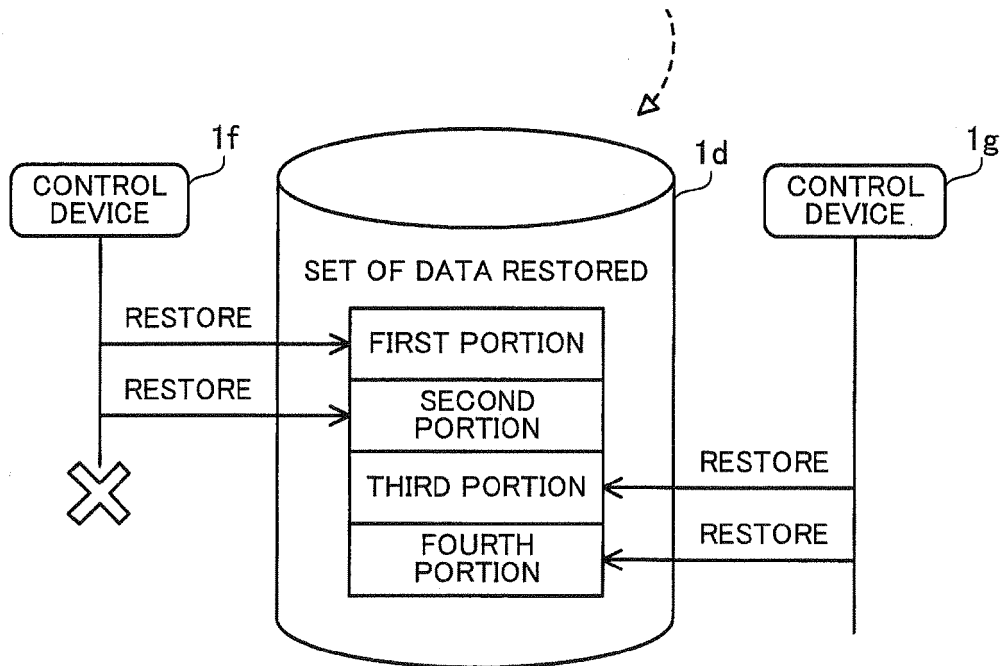 1f
CONTROL
DEVICE
1d
1g
CONTROL
DEVICE
SET OF DATA RESTORED
RESTORE
FIRST PORTION
RESTORE
SECOND
PORTION
THIRD PORTION
RESTORE
FOURTH
PORTION
RESTORE